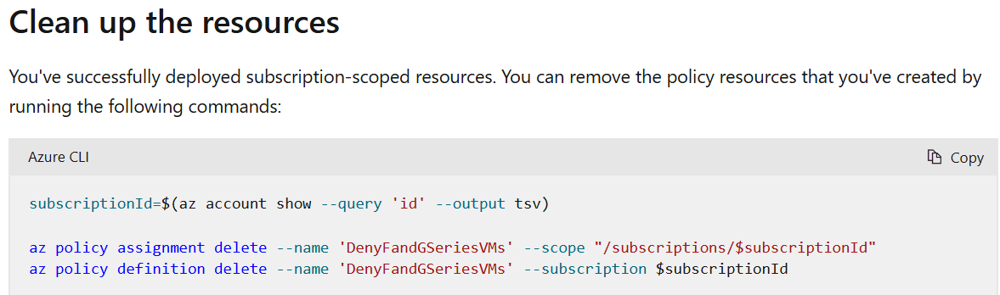 Clean up the resources
You've successfully deployed subscription-scoped resources. You can remove the policy resources that you've created by
running the following commands:
Azure CLI
Copy
subscriptionId=$(az account show --query 'id' --output tsv)
az policy assignment delete --name 'DenyFandGSeriesVMs' --scope "/subscriptions/$subscriptionId"
az policy definition delete --name 'DenyFandGSeriesVMs' --subscription $subscriptionId